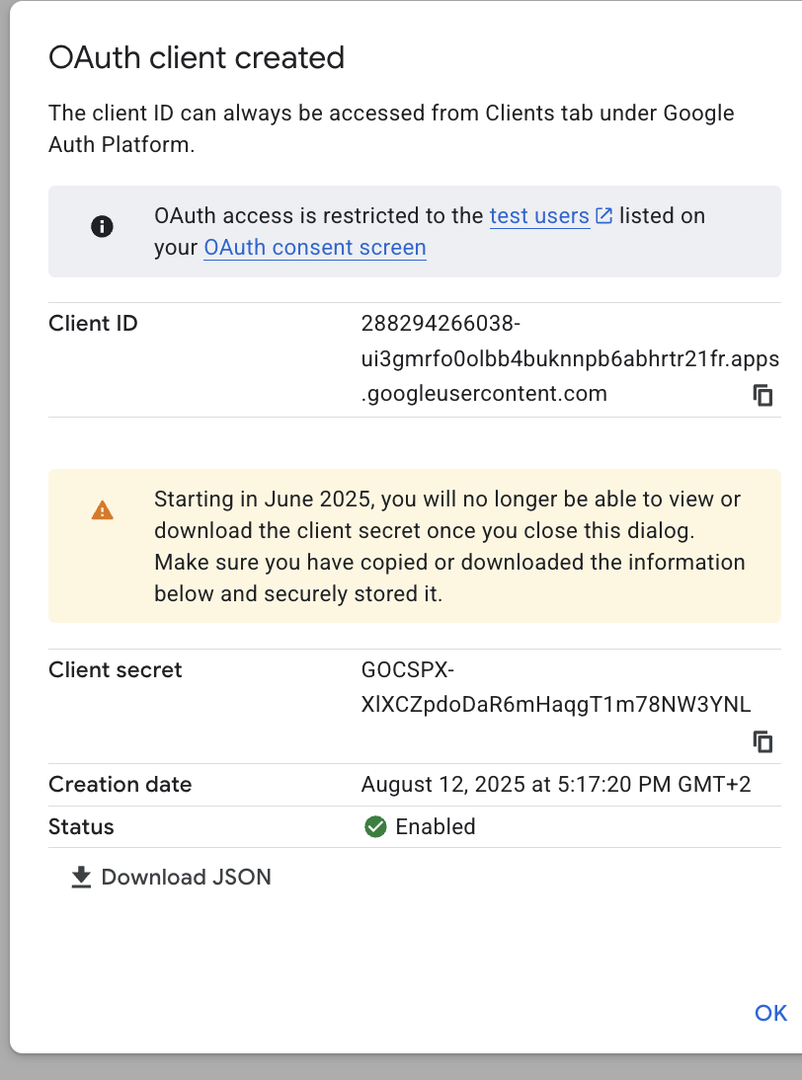 OAuth client created
The client ID can always be accessed from Clients tab under Google
Auth Platform.
OAuth access is restricted to the test users listed on
your OAuth consent screen
Client ID
288294266038-
ui3gmrfo0olbb4buknnpb6abhrtr21fr.apps
.googleusercontent.com
Starting in June 2025, you will no longer be able to view or
download the client secret once you close this dialog.
Make sure you have copied or downloaded the information
below and securely stored it.
Client secret
GOCSPX-
XlXCZpdoDaR6mHaqgT1m78NW3YNL
Creation date
August 12, 2025 at 5:17:20 PM GMT+2
Status
Enabled
Download JSON
OK